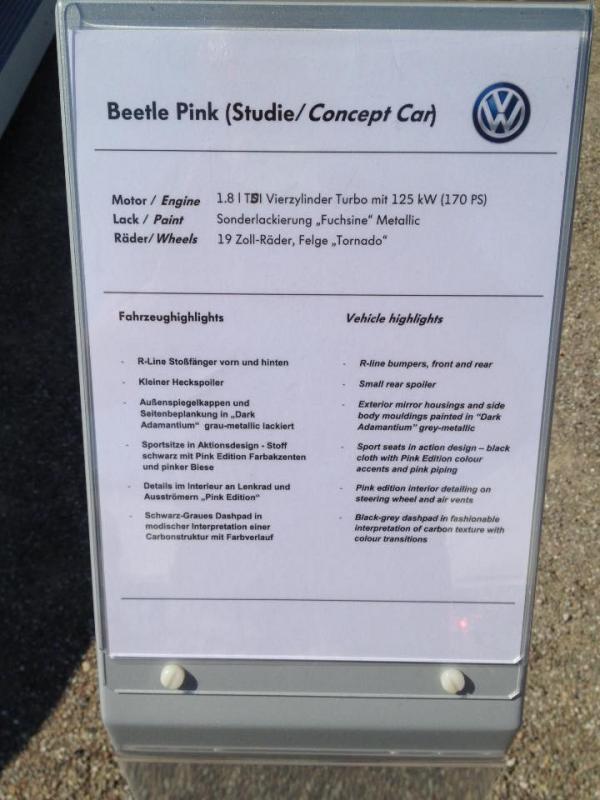 Beetle Pink (Studie/Concept Car)
Motor / Engine 1.8 l TSI Vierzylinder Turbo mit 125 kW (170 PS)
Lack / Paint Sonderlackierung „Fuchsine“ Metallic
Räder/Wheels 19 Zoll-Räder, Felge „Tornado“
Fahrzeughighlights
- R-Line Stoßfänger vorn und hinten
- Kleiner Heckspoiler
- Außenspiegelkappen und
Seitenbeplankung in „Dark
Adamantium“ grau-metallic lackiert
- Sportsitze in Aktionsdesign - Stoff
schwarz mit Pink Edition Farbakzenten
und pinker Biese
- Details im Interieur an Lenkrad und
Ausströmern „Pink Edition“
- Schwarz-Graues Dashpad in
modischer Interpretation einer
Carbonstruktur mit Farbverlauf
Vehicle highlights
- R-line bumpers, front and rear
- Small rear spoiler
- Exterior mirror housings and side
body mouldings painted in “Dark
Adamantium” grey-metallic
- Sport seats in action design – black
cloth with Pink Edition colour
accents and pink piping
- Pink edition interior detailing on
steering wheel and air vents
- Black-grey dashpad in fashionable
interpretation of carbon texture with
colour transitions